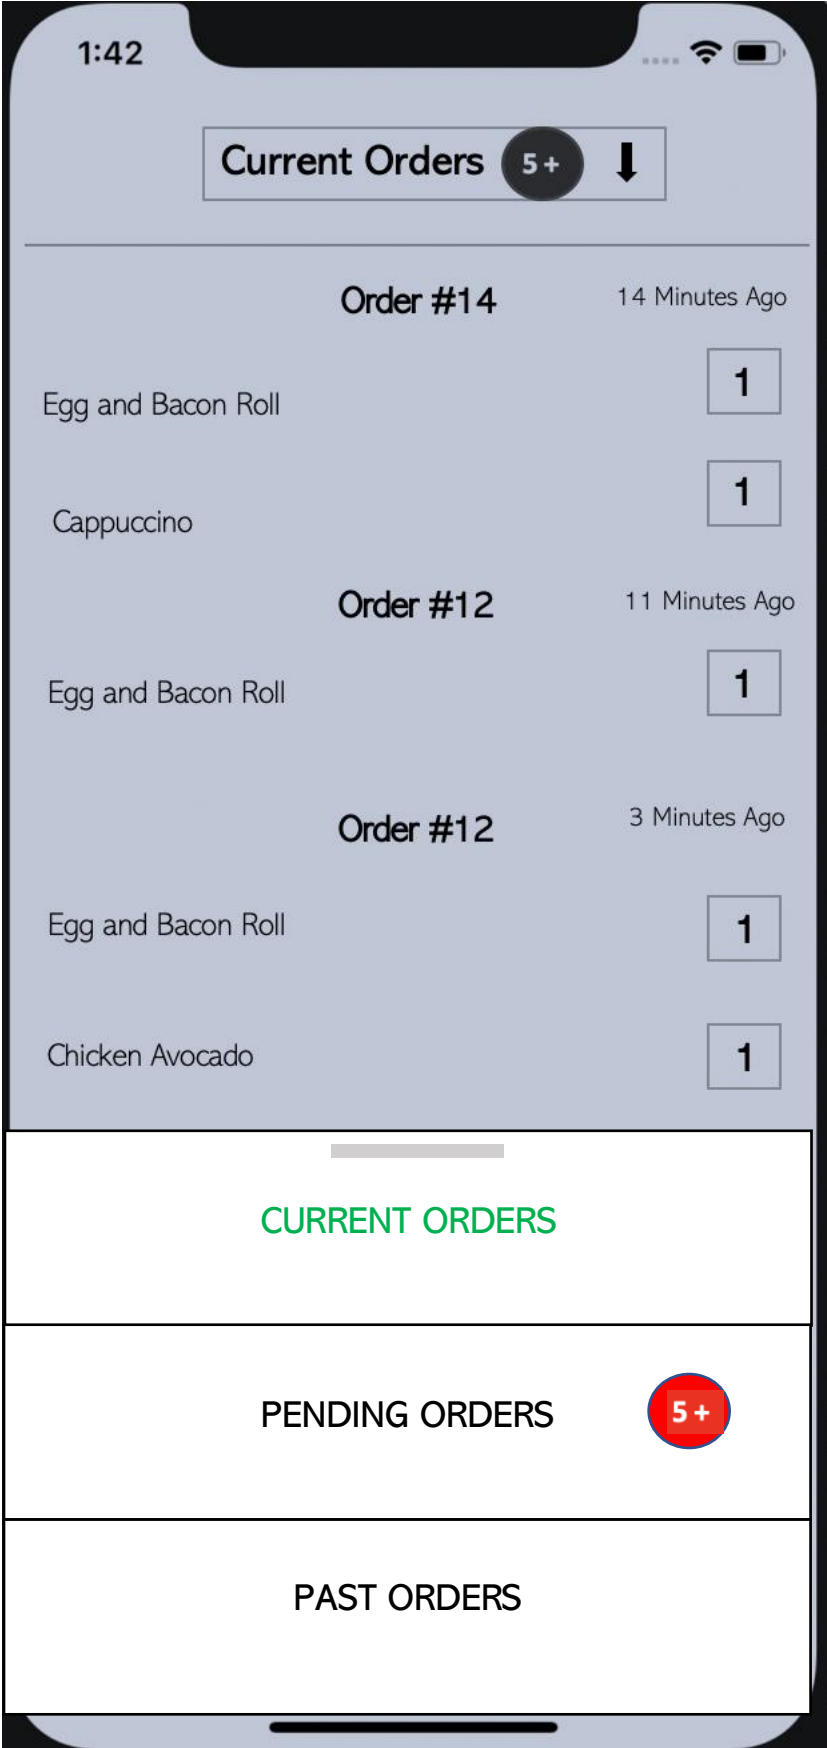 1:42
Current Orders 5+
Order #14 14 Minutes Ago
Egg and Bacon Roll 1
Cappuccino 1
Order #12 11 Minutes Ago
Egg and Bacon Roll 1
Order #12 3 Minutes Ago
Egg and Bacon Roll 1
Chicken Avocado 1
CURRENT ORDERS
PENDING ORDERS 5+
PAST ORDERS